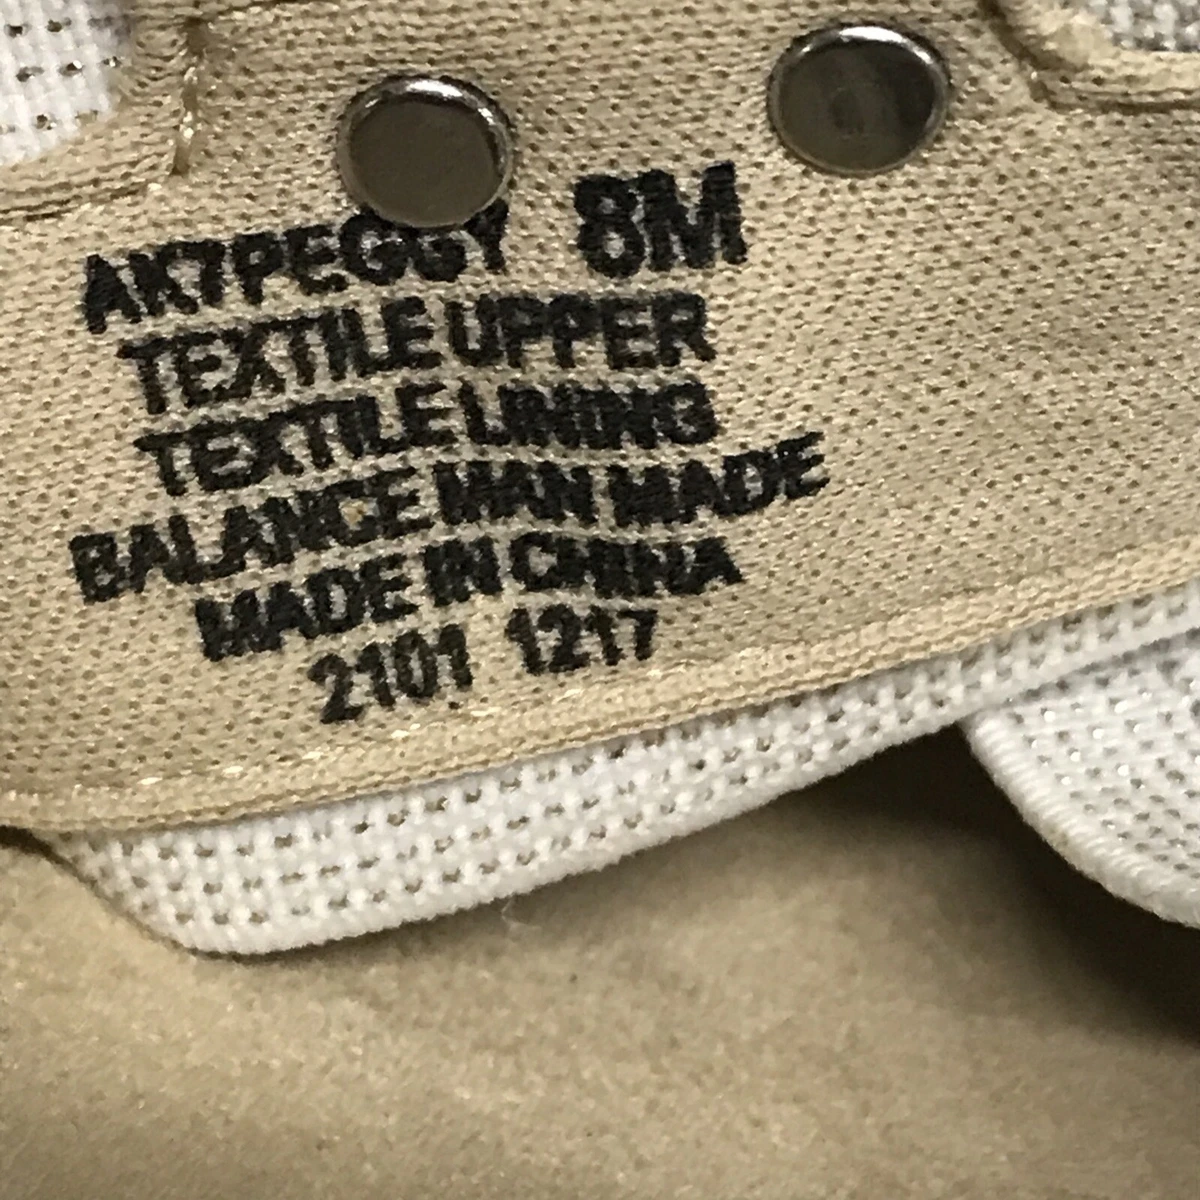 AK7PEGGY 8M
TEXTILE UPPER
TEXTILE LINING
BALANCE MAN MADE
MADE IN CHINA
2101 1217